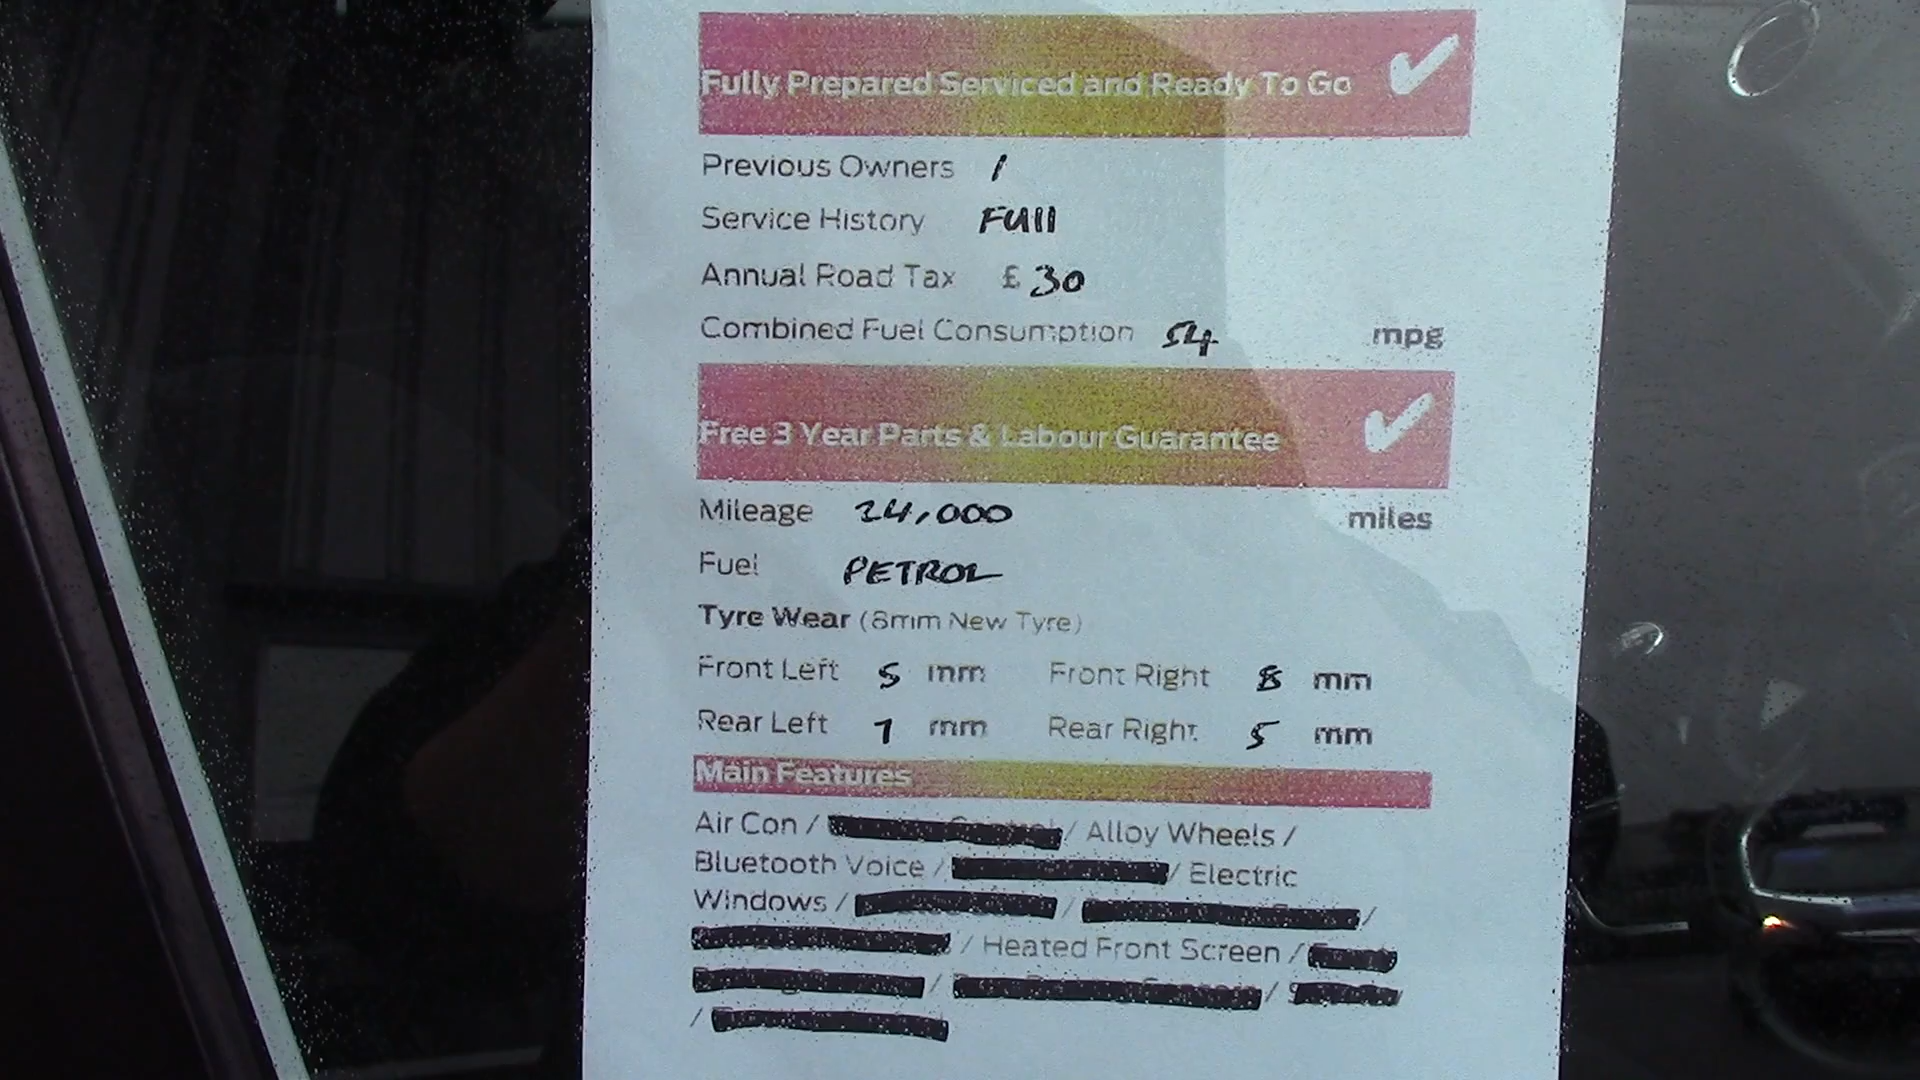 Fully Prepared Serviced and Ready To Go
Previous Owners 1
Service History FUll
Annual Road Tax £ 30
Combined Fuel Consumption 54 mpg
Free 3 Year Parts & Labour Guarantee
Mileage 24,000 miles
Fuel PETROL
Tyre Wear (8mm New Tyre)
Front Left 5 mm Front Right 8 mm
Rear Left 7 mm Rear Right 5 mm
Main Features
Air Con / / Alloy Wheels /
Bluetooth Voice / / Electric
Windows / / /
/ Heated Front Screen /
/ /
/